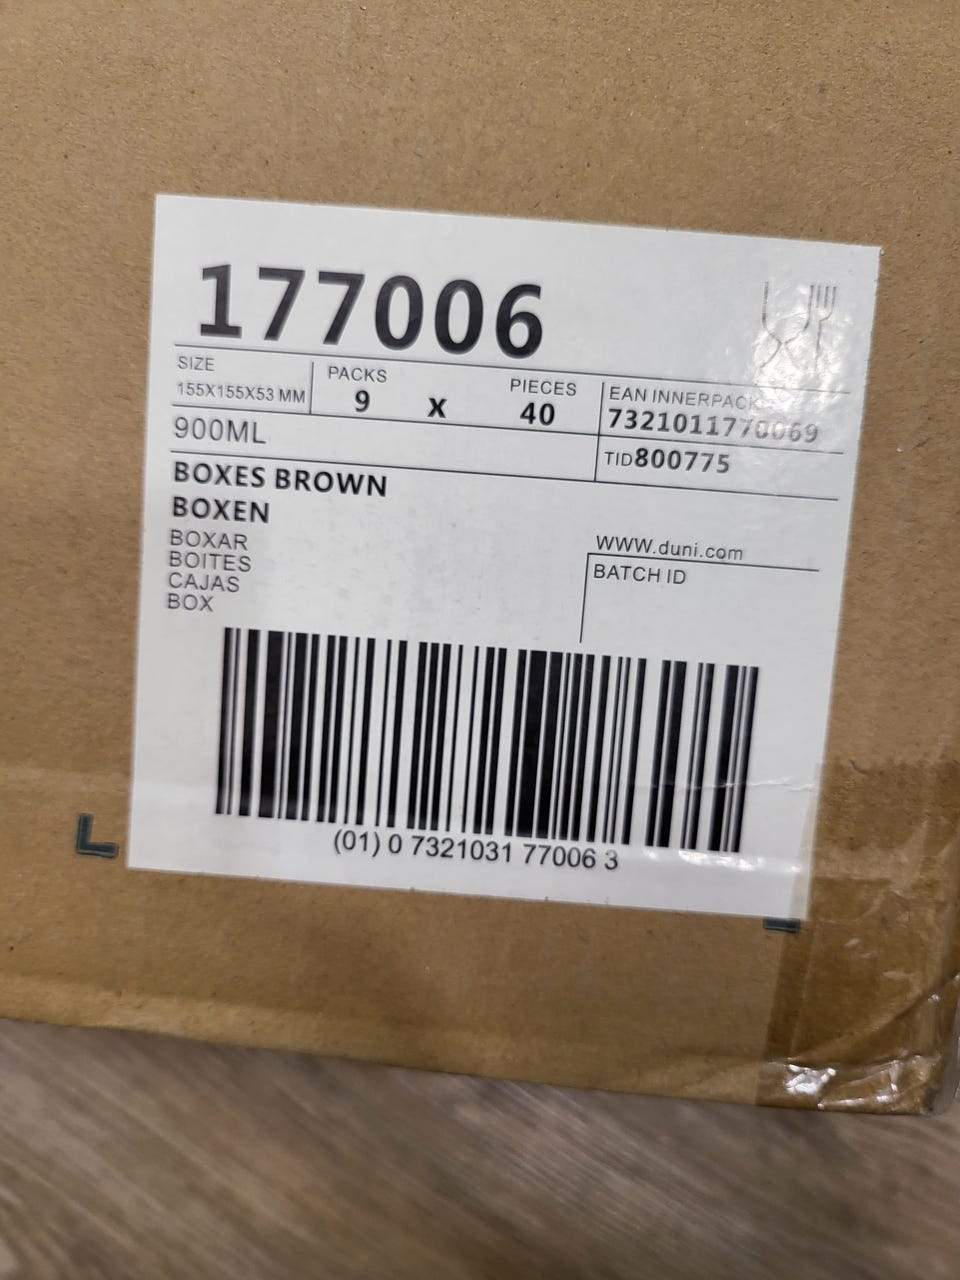 177006
SIZE
155X155X53 MM
PACKS
9 x
PIECES
40
EAN INNERPACK
7321011770069
900ML
TID800775
BOXES BROWN
BOXEN
BOXAR
BOITES
CAJAS
BOX
WWW.duni.com
BATCH ID
(01) 0 7321031 77006 3